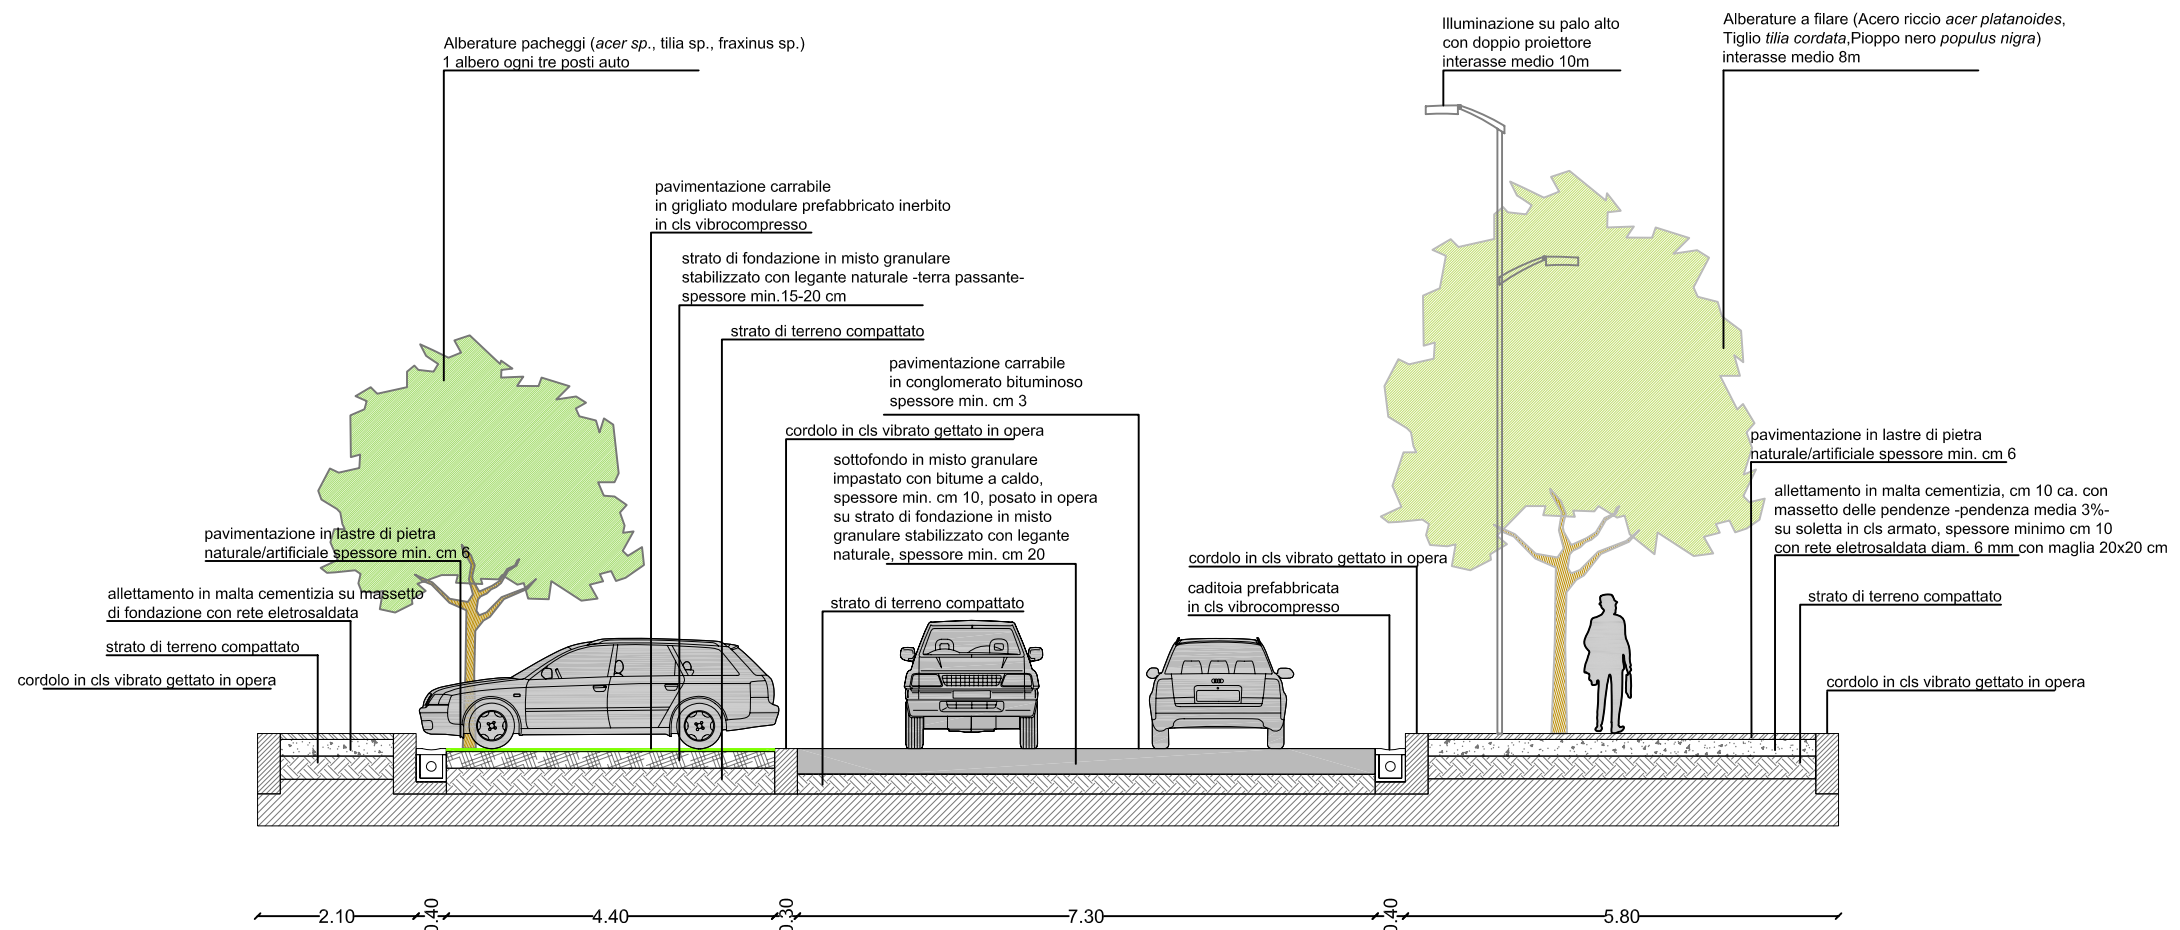 Alberature pacheggi (acer sp., tilia sp., fraxinus sp.)
1 albero ogni tre posti auto
Illuminazione su palo alto
con doppio proiettore
interasse medio 10m
Alberature a filare (Acero riccio acer platanoides,
Tiglio tilia cordata,Pioppo nero populus nigra)
interasse medio 8m
pavimentazione carrabile
in grigliato modulare prefabbricato inerbito
in cls vibrocompresso
strato di fondazione in misto granulare
stabilizzato con legante naturale -terra passante-
spessore min.15-20 cm
strato di terreno compattato
pavimentazione carrabile
in conglomerato bituminoso
spessore min. cm 3
cordolo in cls vibrato gettato in opera
sottofondo in misto granulare
impastato con bitume a caldo,
spessore min. cm 10, posato in opera
su strato di fondazione in misto
granulare stabilizzato con legante
naturale, spessore min. cm 20
strato di terreno compattato
pavimentazione in lastre di pietra
naturale/artificiale spessore min. cm 6
allettamento in malta cementizia su massetto
di fondazione con rete eletrosaldata
strato di terreno compattato
cordolo in cls vibrato gettato in opera
cordolo in cls vibrato gettato in opera
caditoia prefabbricata
in cls vibrocompresso
pavimentazione in lastre di pietra
naturale/artificiale spessore min. cm 6
allettamento in malta cementizia, cm 10 ca. con
massetto delle pendenze -pendenza media 3%-
su soletta in cls armato, spessore minimo cm 10
con rete eletrosaldata diam. 6 mm con maglia 20x20 cm
strato di terreno compattato
cordolo in cls vibrato gettato in opera
2.10
0.40
4.40
0.30
7.30
0.40
5.80